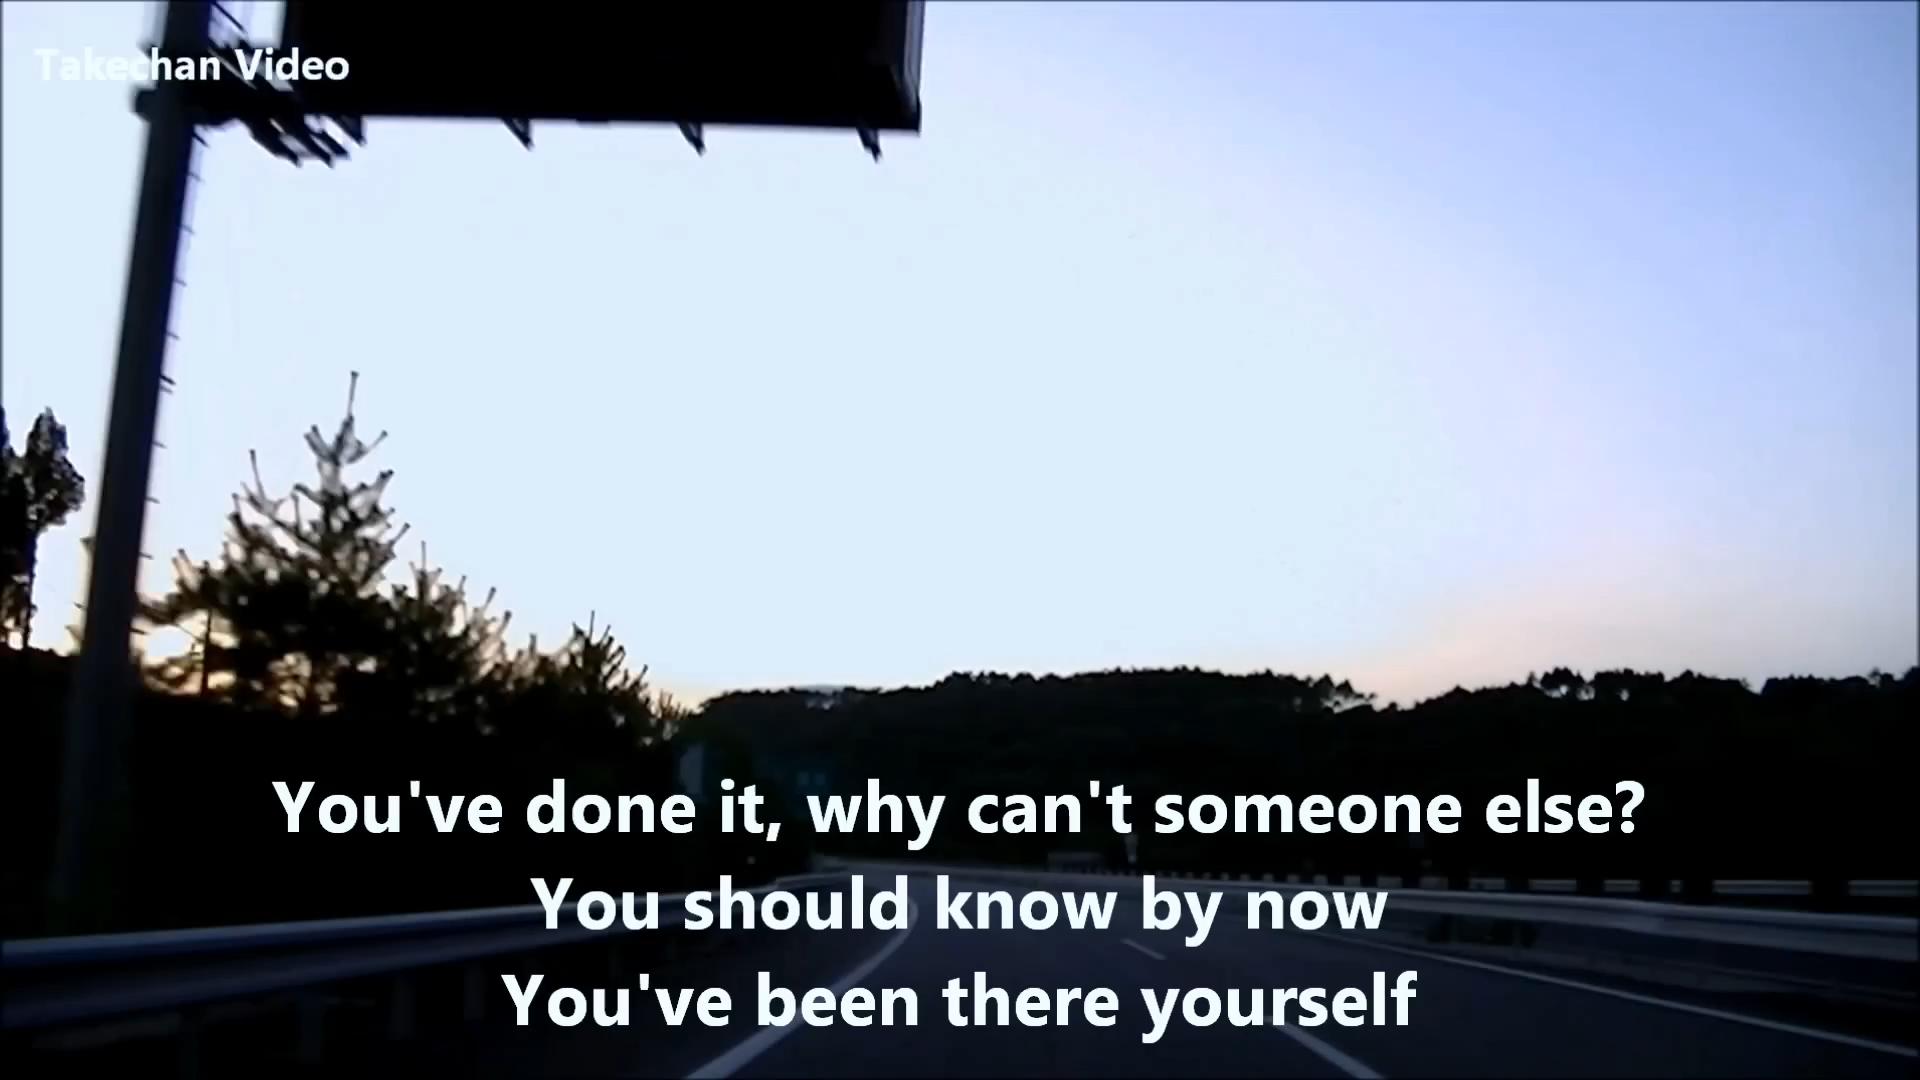 Takechan Video
You've done it, why can't someone else?
You should know by now
You've been there yourself